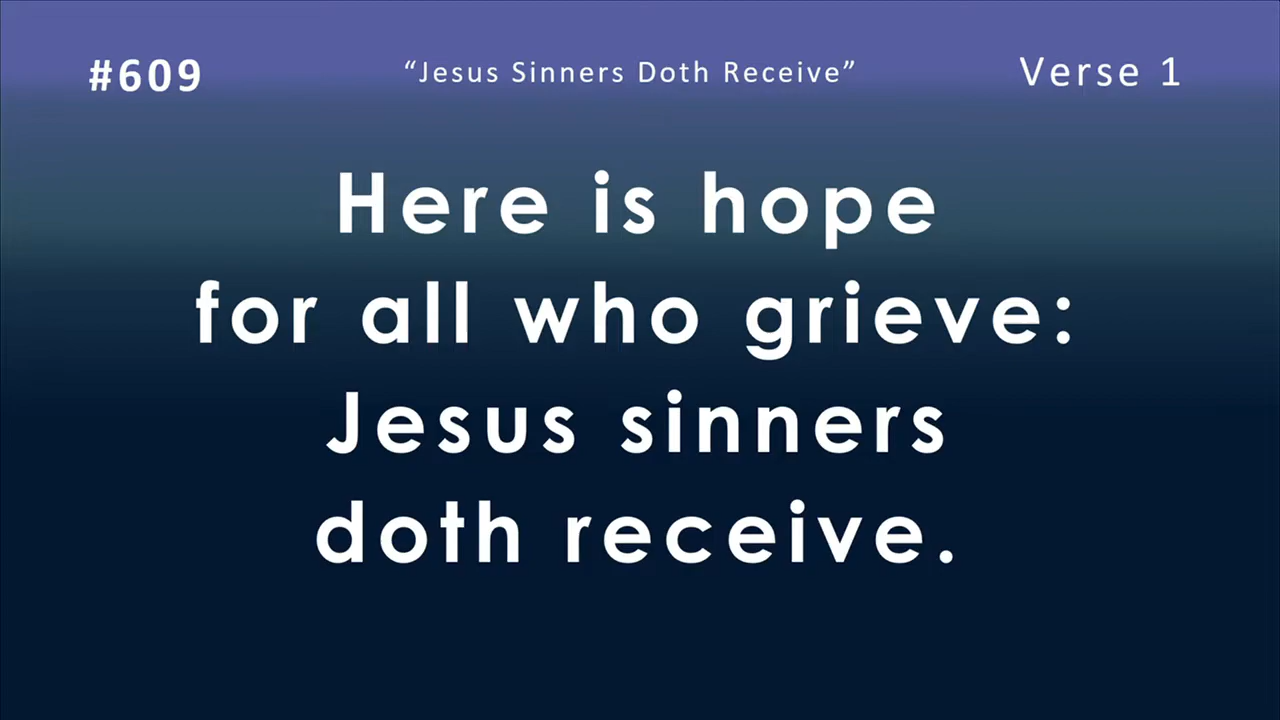 #609 “Jesus Sinners Doth Receive” Verse 1
Here is hope
for all who grieve:
Jesus sinners
doth receive.